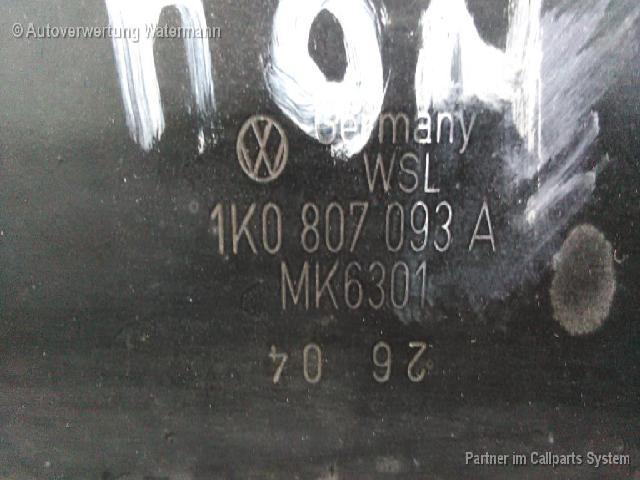 © Autoverwertung Watermann
Germany
WSL
1K0 807 093 A
MK6301
26 04
Partner im Callparts System